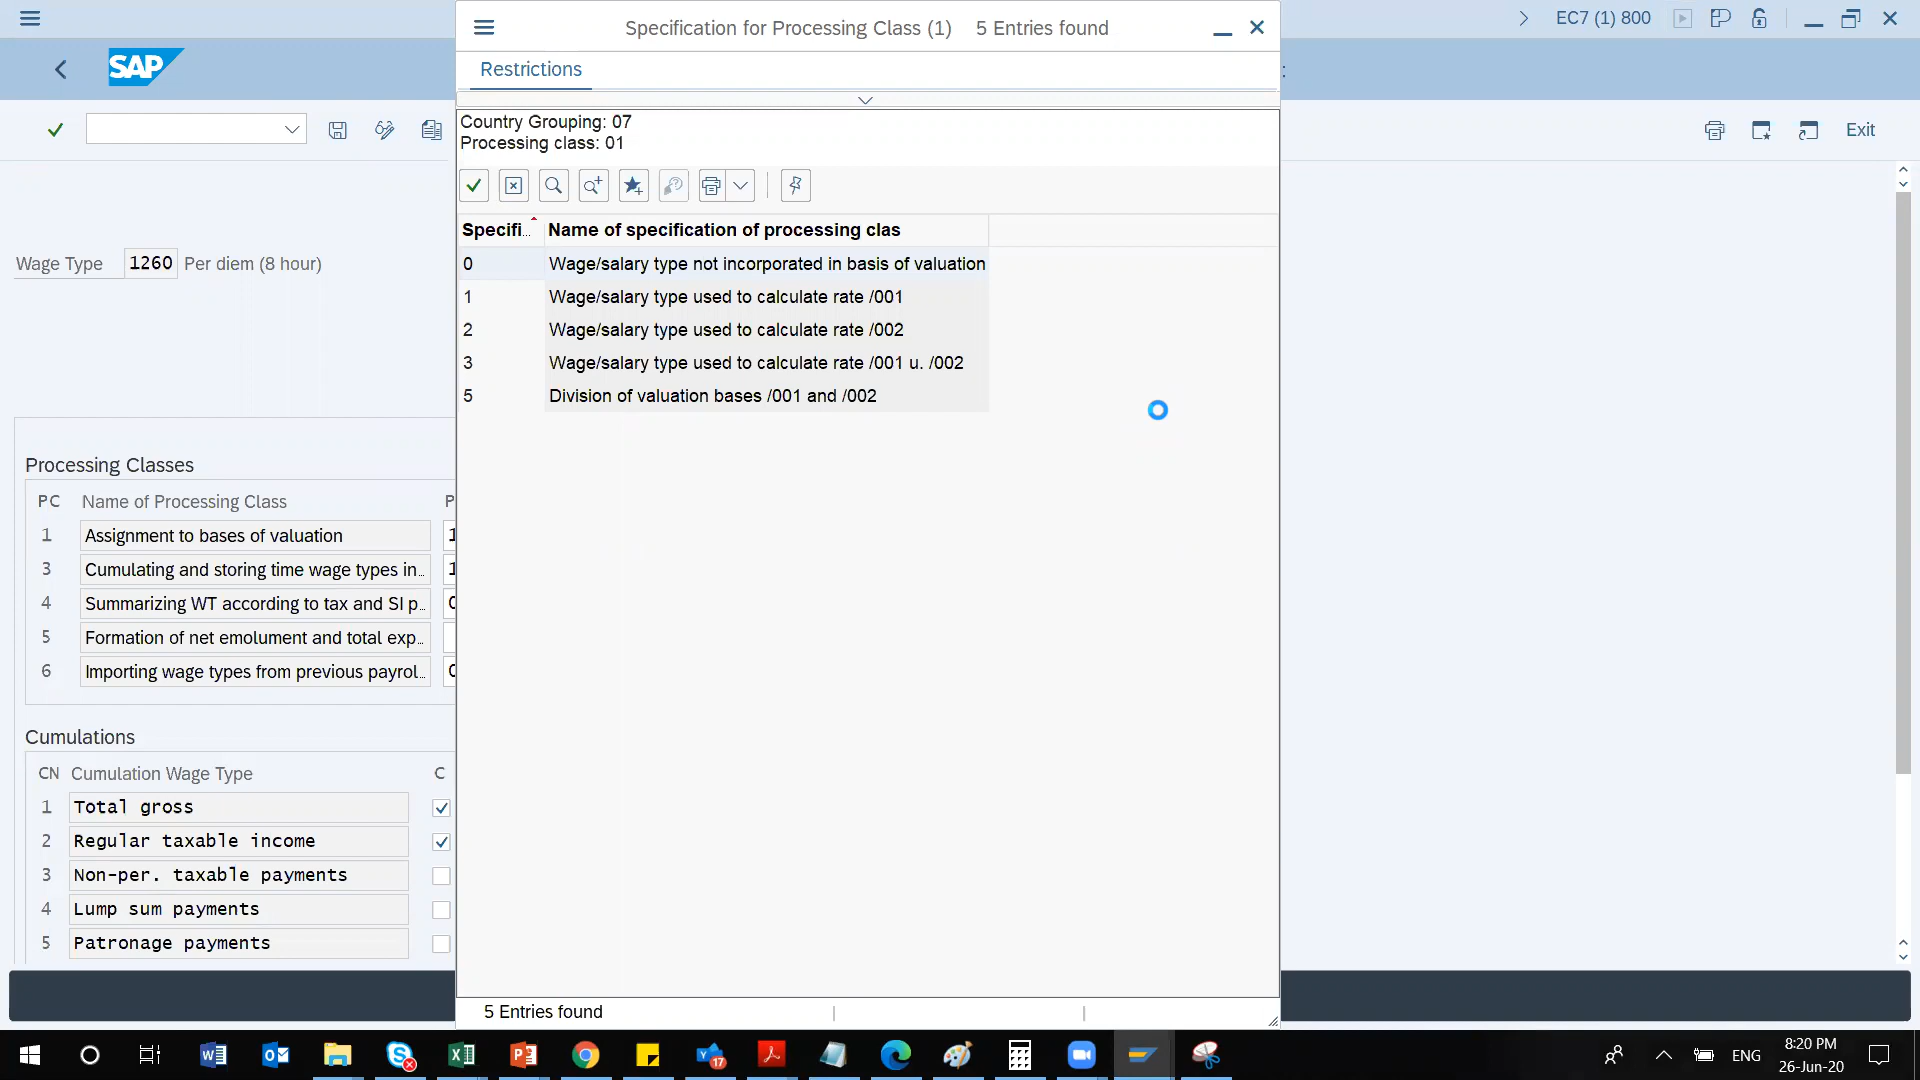 Specification for Processing Class (1)    5 Entries found
EC7 (1) 800
SAP
Restrictions
:
Exit
Country Grouping: 07
Processing class: 01
Specifi...
Name of specification of processing clas
Wage Type 1260 Per diem (8 hour)
0 Wage/salary type not incorporated in basis of valuation
1 Wage/salary type used to calculate rate /001
2 Wage/salary type used to calculate rate /002
3 Wage/salary type used to calculate rate /001 u. /002
5 Division of valuation bases /001 and /002
Processing Classes
PC Name of Processing Class P
1 Assignment to bases of valuation 1
3 Cumulating and storing time wage types in... 1
4 Summarizing WT according to tax and SI p... 0
5 Formation of net emolument and total exp...
6 Importing wage types from previous payrol... 0
Cumulations
CN Cumulation Wage Type C
1 Total gross
2 Regular taxable income
3 Non-per. taxable payments
4 Lump sum payments
5 Patronage payments
5 Entries found
17
ENG
8:20 PM
26-Jun-20